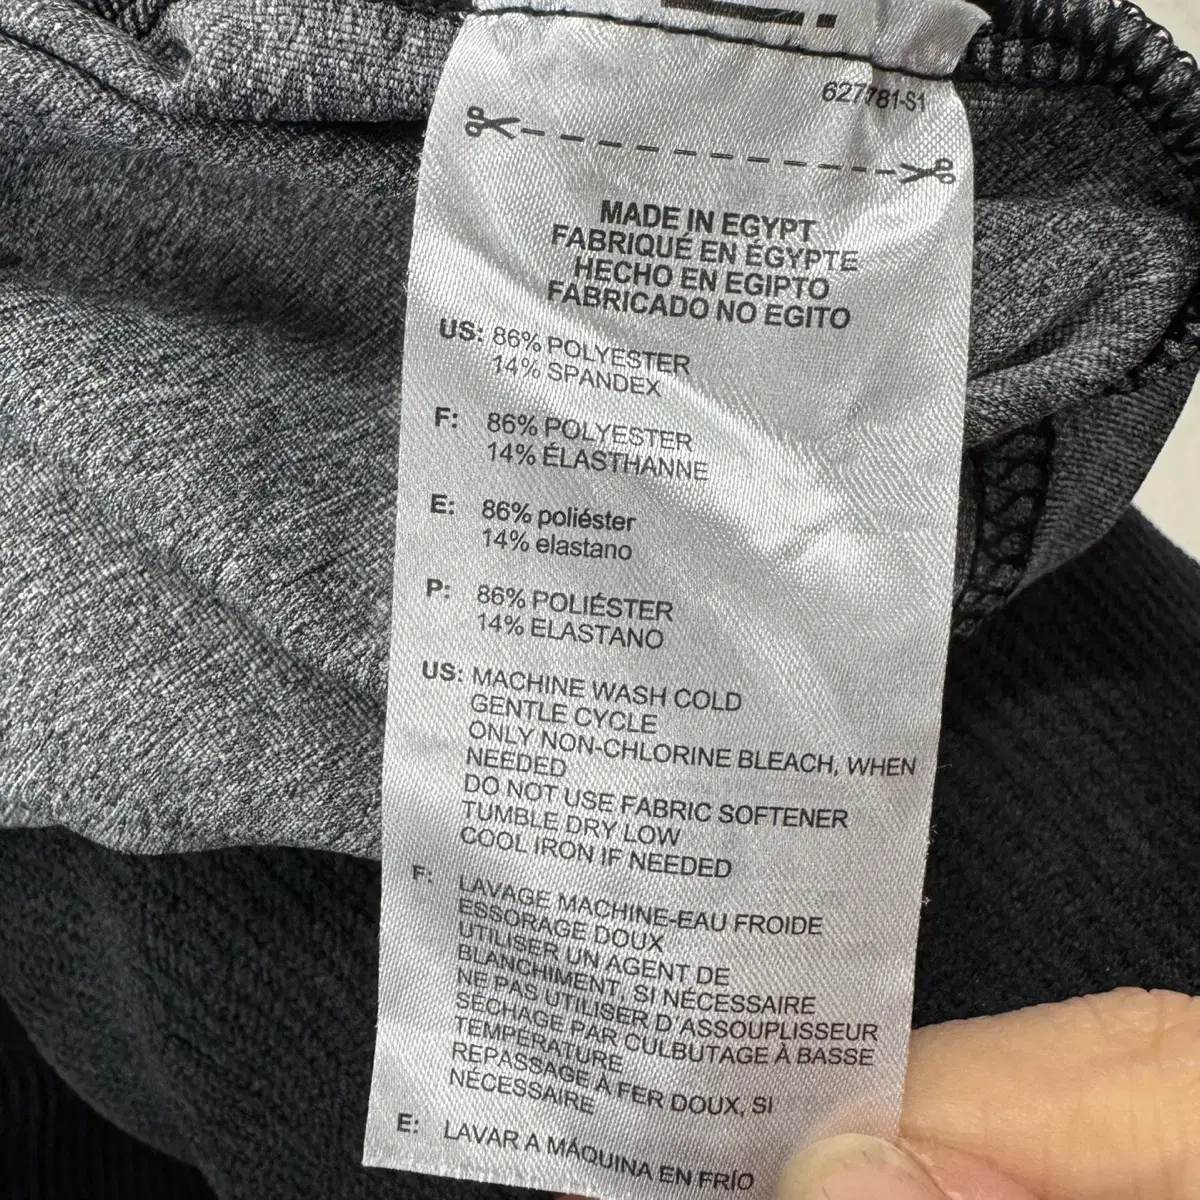 627781-S1
MADE IN EGYPT
FABRIQUÉ EN ÉGYPTE
HECHO EN EGIPTO
FABRICADO NO EGITO
US: 86% POLYESTER
14% SPANDEX
F: 86% POLYESTER
14% ÉLASTHANNE
E: 86% poliéster
14% elastano
P: 86% POLIÉSTER
14% ELASTANO
US: MACHINE WASH COLD
GENTLE CYCLE
ONLY NON-CHLORINE BLEACH, WHEN
NEEDED
DO NOT USE FABRIC SOFTENER
TUMBLE DRY LOW
COOL IRON IF NEEDED
F: LAVAGE MACHINE-EAU FROIDE
ESSORAGE DOUX
UTILISER UN AGENT DE
BLANCHIMENT, SI NÉCESSAIRE
NE PAS UTILISER D'ASSOUPLISSEUR
SÉCHAGE PAR CULBUTAGE À BASSE
TEMPÉRATURE
REPASSAGE À FER DOUX, SI
NÉCESSAIRE
E: LAVAR A MÁQUINA EN FRÍO